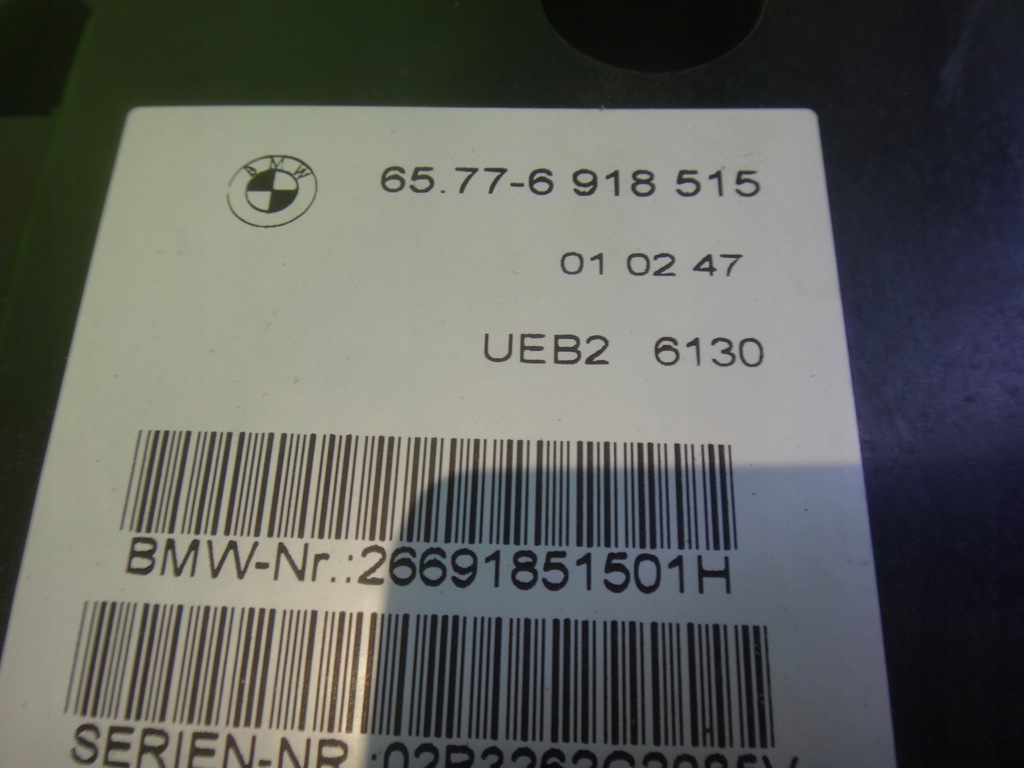 BMW
65.77-6 918 515
01 02 47
UEB2 6130
BMW-Nr.:26691851501H
SERIEN-NR.: